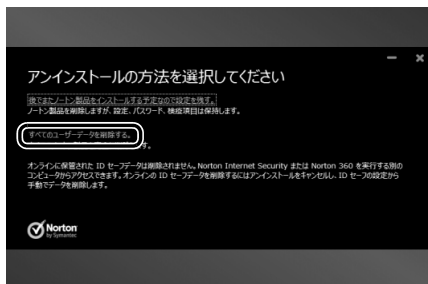 アンインストールの方法を選択してください
後でまたノートン製品をインストールする予定なので設定を残す。
ノートン製品を削除しますが、設定、パスワード、検疫項目は保持します。
すべてのユーザーデータを削除する。
す。
オンラインに保管された ID セーフデータは削除されません。Norton Internet Security または Norton 360 を実行する別の
コンピュータからアクセスできます。オンラインの ID セーフデータを削除するにはアンインストールをキャンセルし、ID セーフの設定から
手動でデータを削除します。
Norton
by Symantec